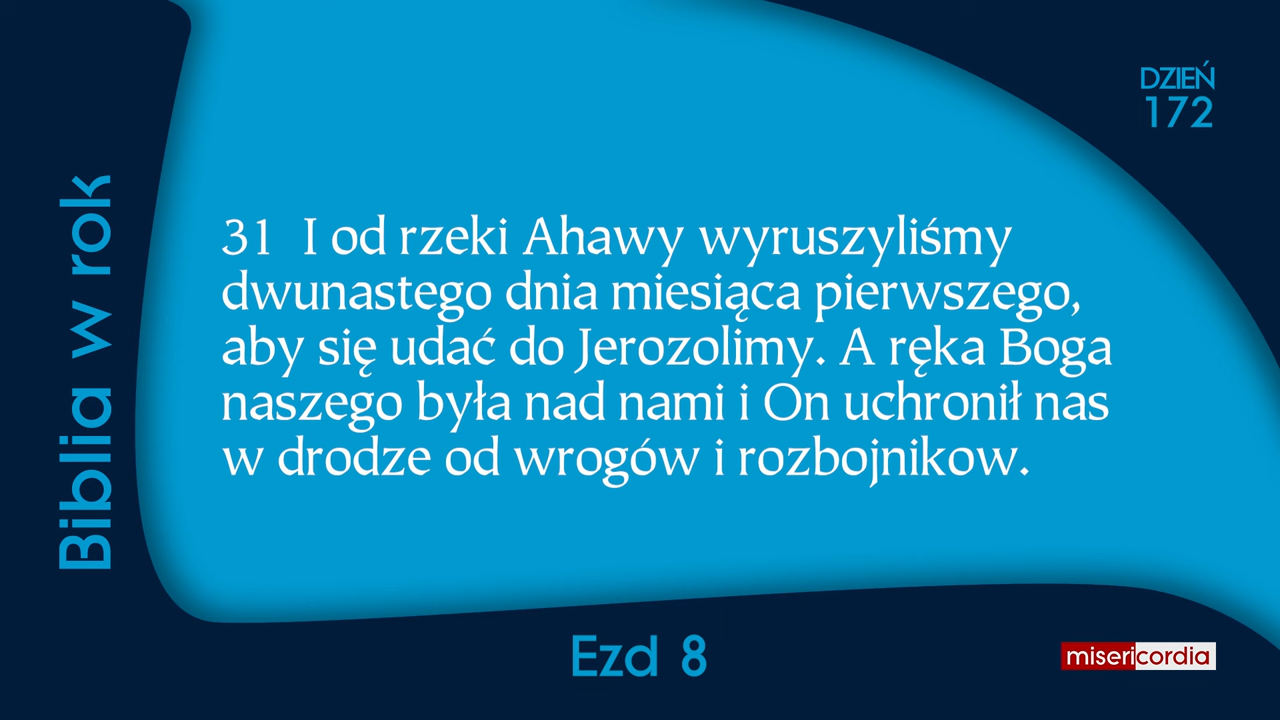 DZIEŃ
172
Biblia w rok
31 I od rzeki Ahawy wyruszyliśmy
dwunastego dnia miesiąca pierwszego,
aby się udać do Jerozolimy. A ręka Boga
naszego była nad nami i On uchronił nas
w drodze od wrogów i rozbojnikow.
Ezd 8
misericordia